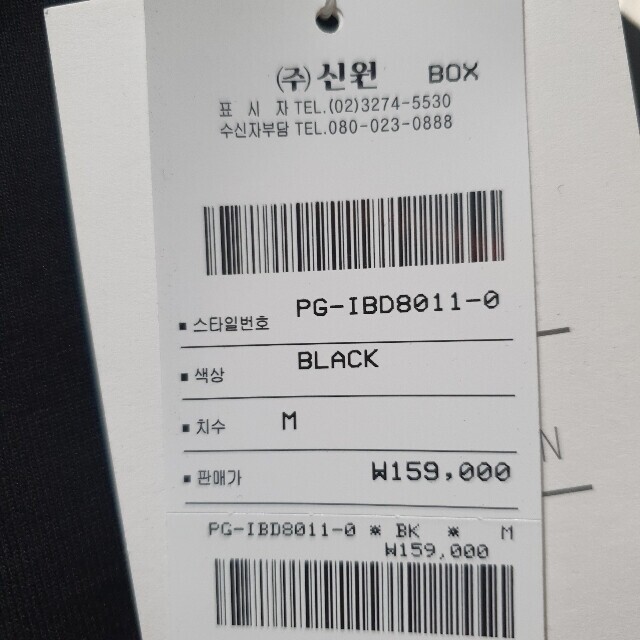 (주)신원 BOX
표 시 자 TEL.(02)3274-5530
수신자부담 TEL.080-023-0888
▪ 스타일번호 PG-IBD8011-0
▪ 색상 BLACK
▪ 치수 M
▪ 판매가 ₩159,000
PG-IBD8011-0 * BK * M
₩159,000
N